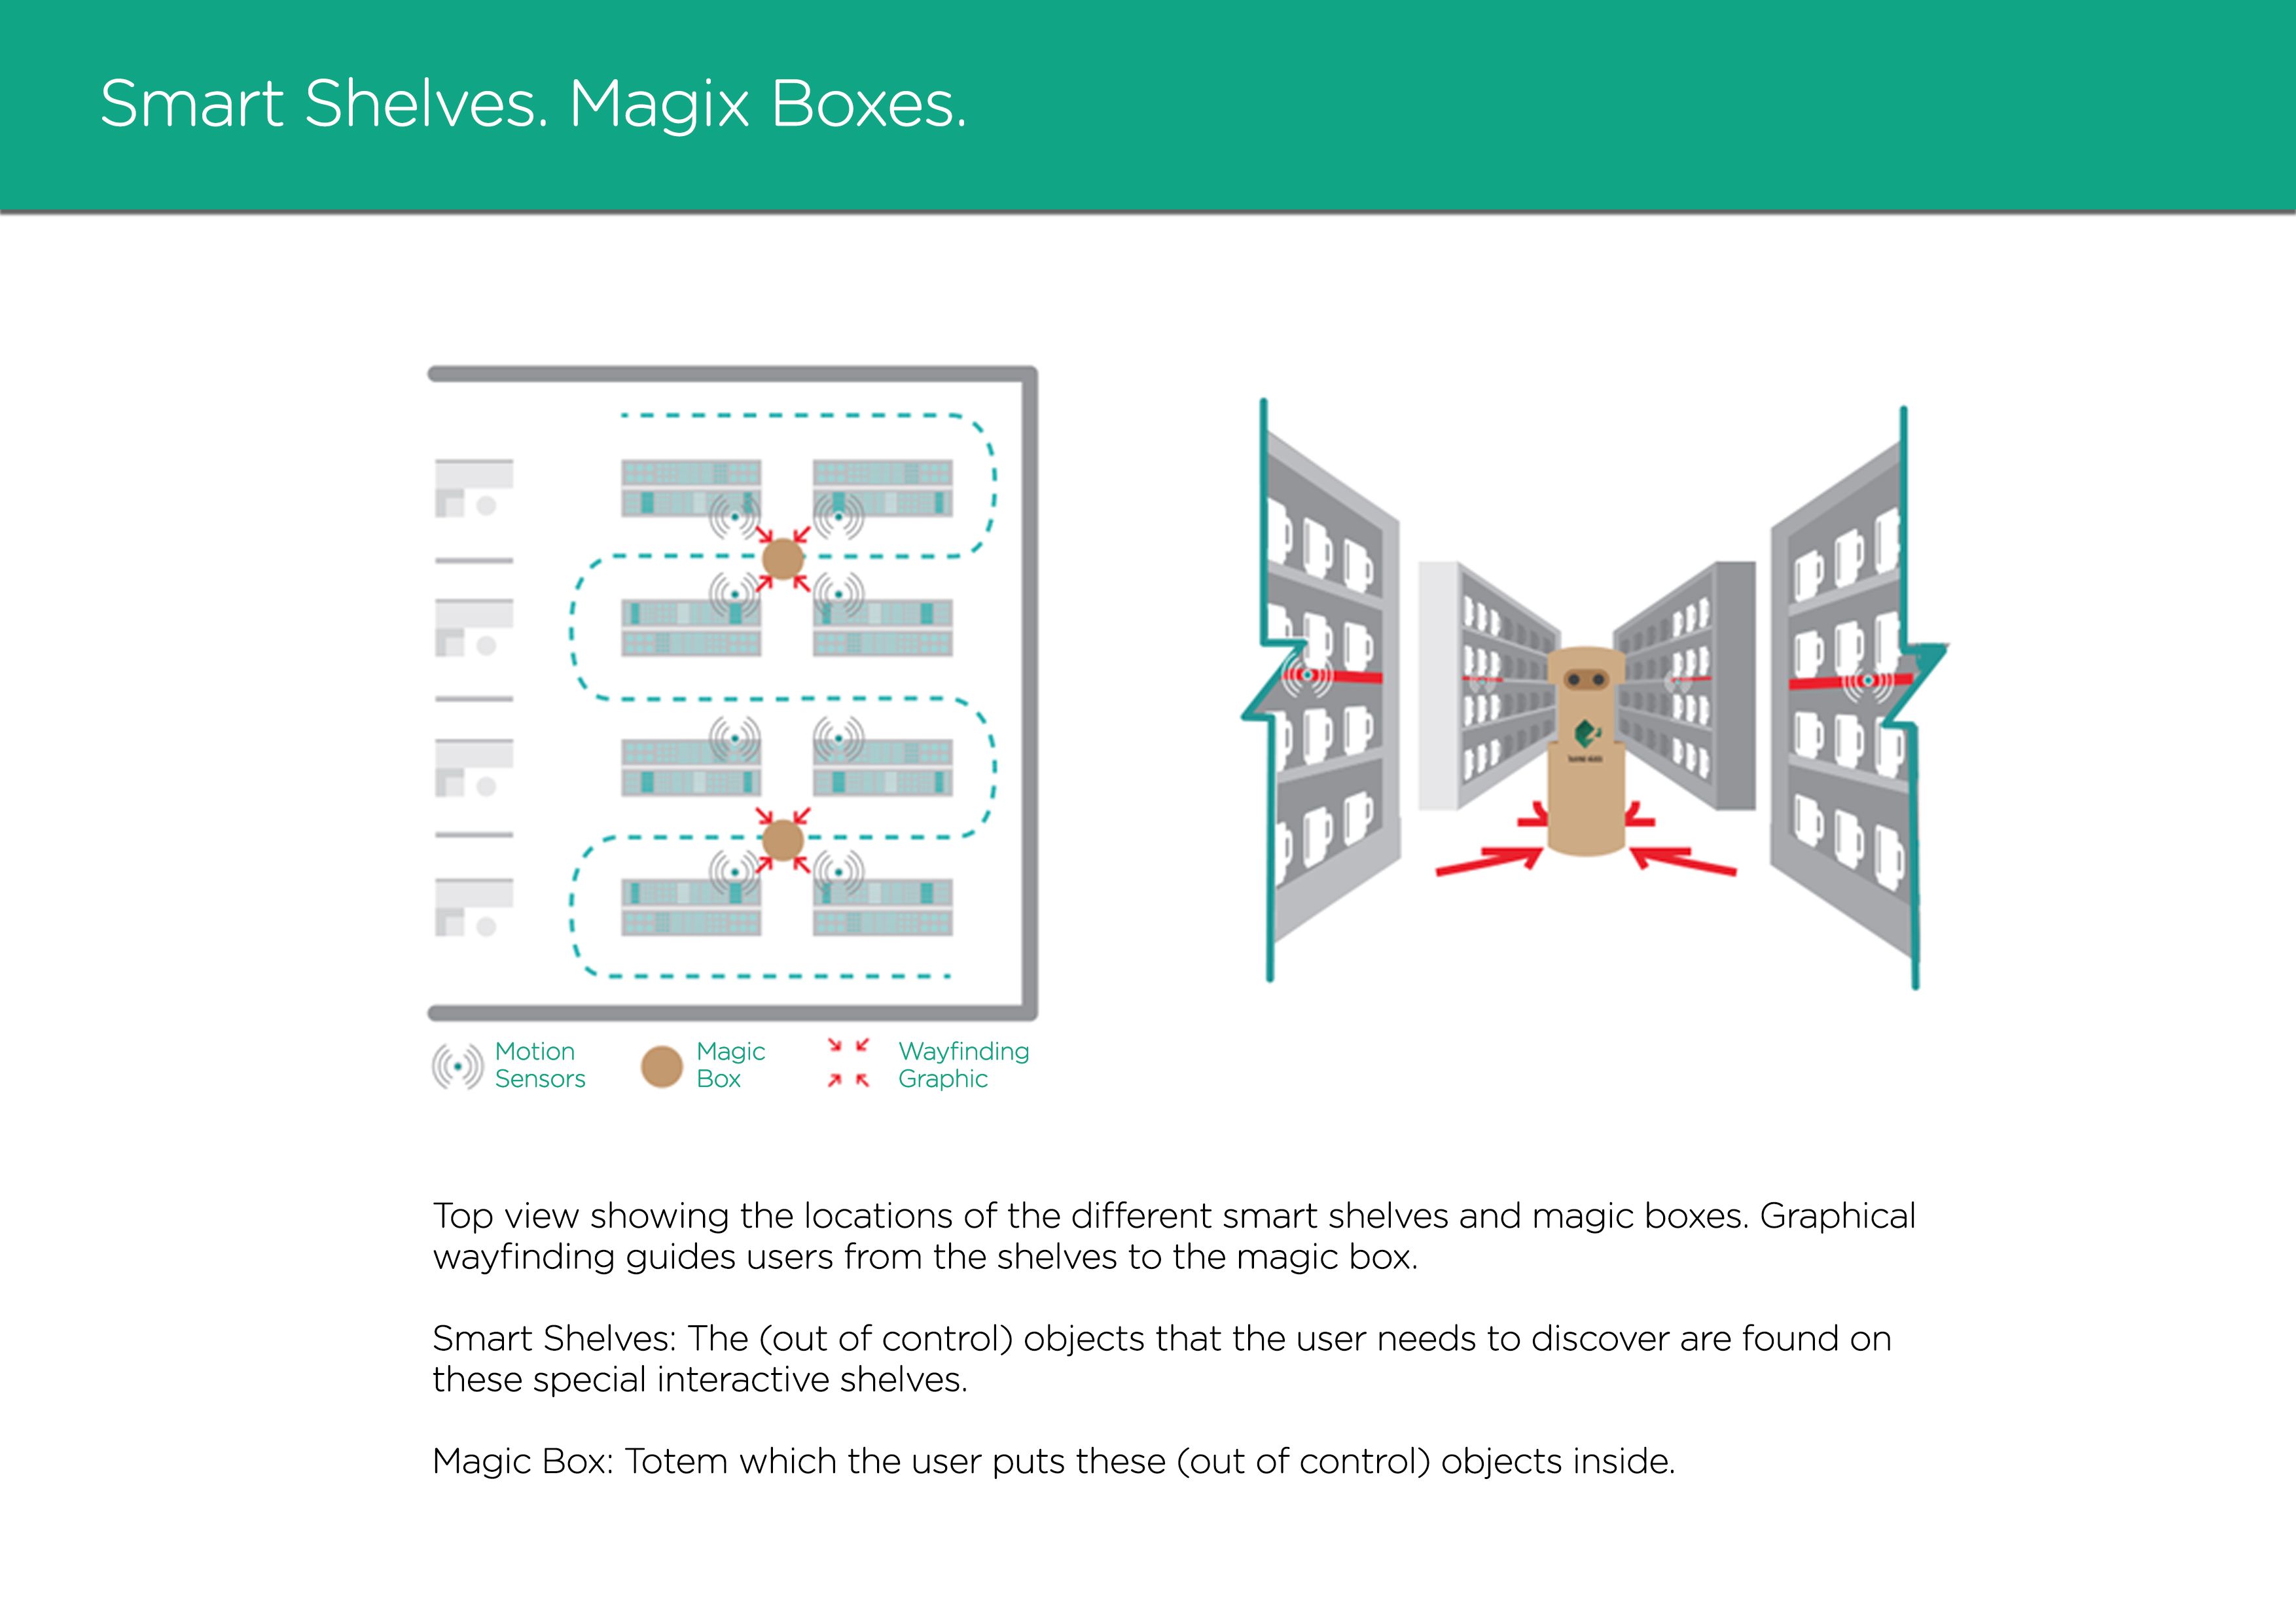 Smart Shelves. Magix Boxes.
Motion
Sensors
Magic
Box
Wayfinding
Graphic
Top view showing the locations of the different smart shelves and magic boxes. Graphical
wayfinding guides users from the shelves to the magic box.
Smart Shelves: The (out of control) objects that the user needs to discover are found on
these special interactive shelves.
Magic Box: Totem which the user puts these (out of control) objects inside.